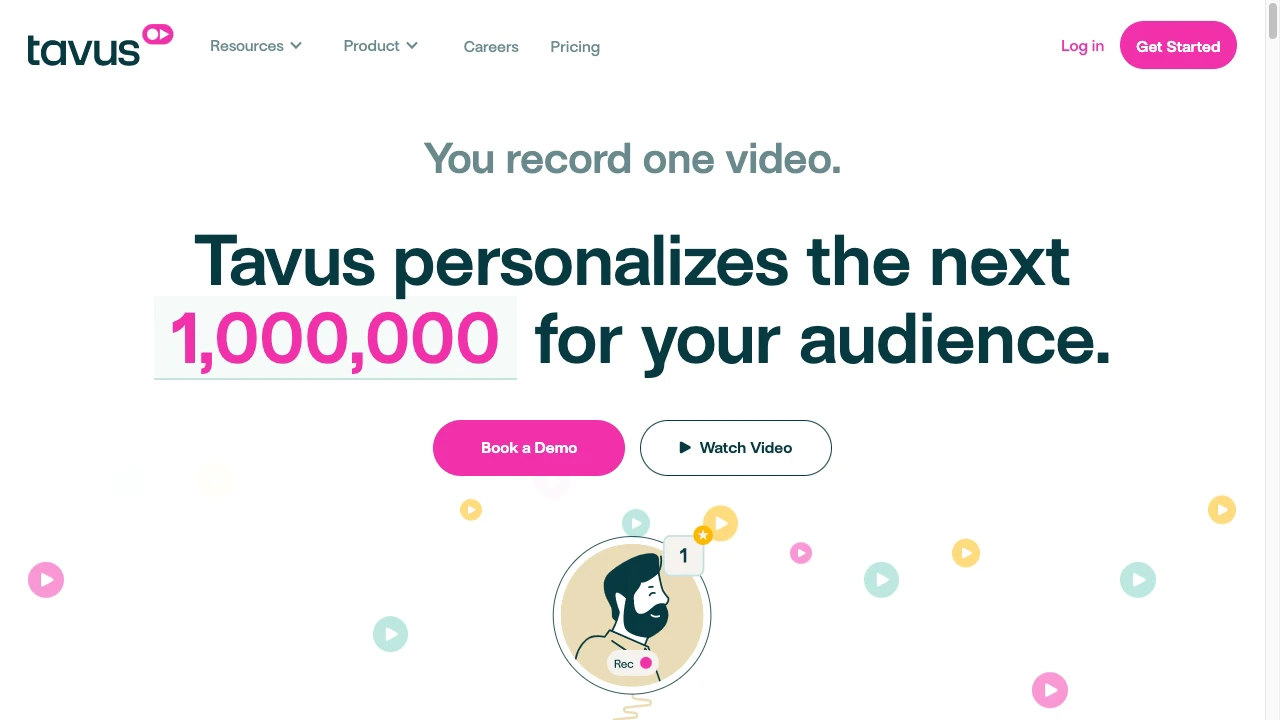 tavus
Resources
Product
Careers
Pricing
Log in
Get Started
You record one video.
Tavus personalizes the next
1,000,000 for your audience.
Book a Demo
Watch Video
1
Rec